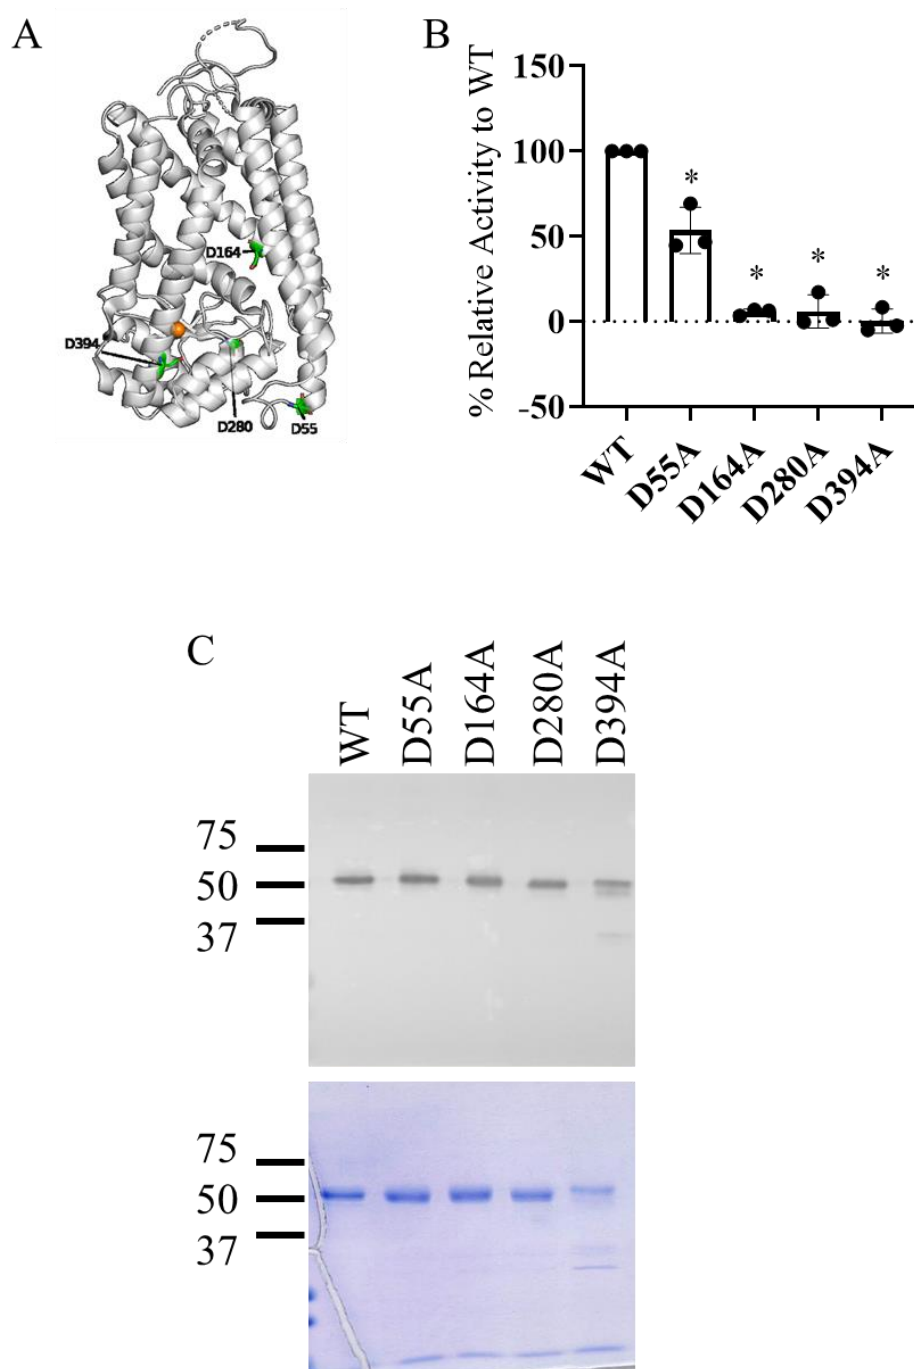 A
D164
D394
D280
D55
B
% Relative Activity to WT
150
100
50
0
-50
*
*
*
*
WT
D55A
D164A
D280A
D394A
C
WT
D55A
D164A
D280A
D394A
75
50
37
75
50
37